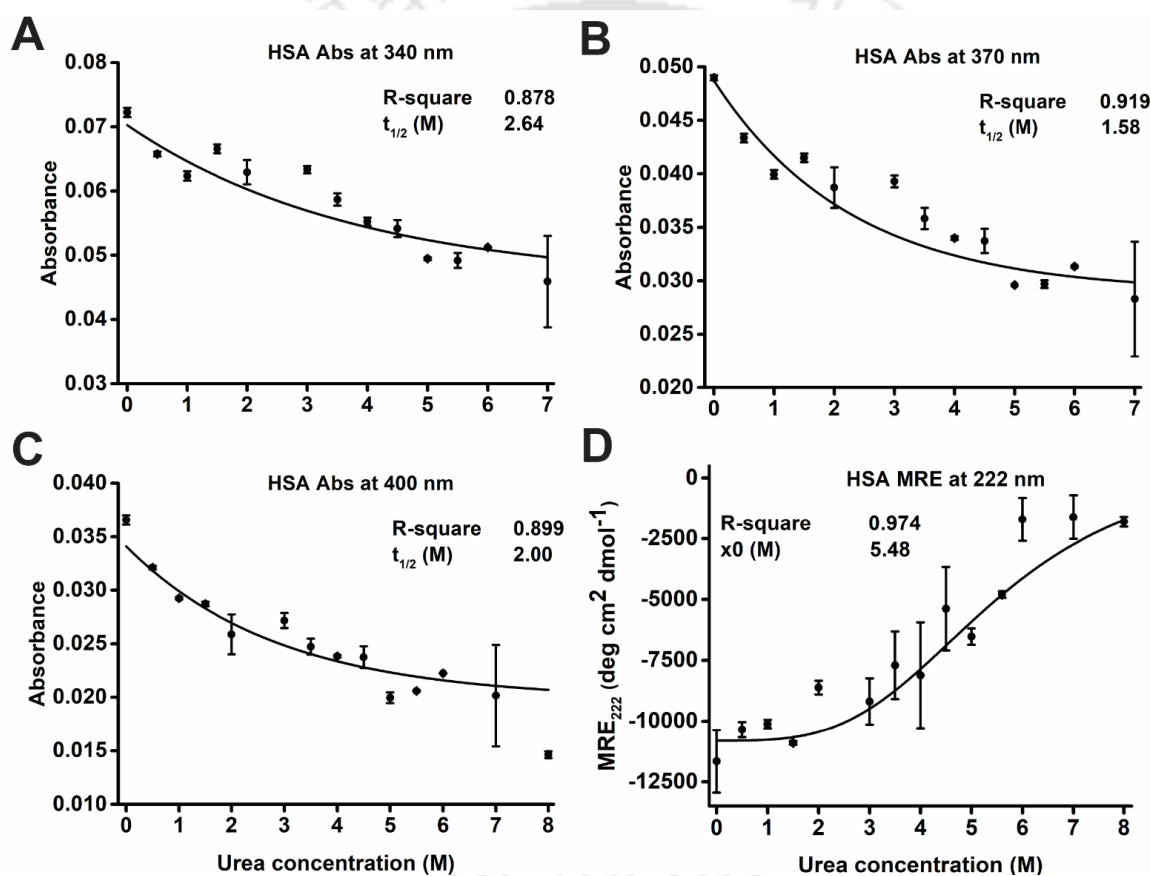 A
HSA Abs at 340 nm
R-square 0.878
t1/2 (M) 2.64
Absorbance
0.08
0.07
0.06
0.05
0.04
0.03
0 1 2 3 4 5 6 7
B
HSA Abs at 370 nm
R-square 0.919
t1/2 (M) 1.58
Absorbance
0.050
0.045
0.040
0.035
0.030
0.025
0.020
0 1 2 3 4 5 6 7
C
HSA Abs at 400 nm
R-square 0.899
t1/2 (M) 2.00
Absorbance
0.040
0.035
0.030
0.025
0.020
0.015
0.010
0 1 2 3 4 5 6 7 8
Urea concentration (M)
D
HSA MRE at 222 nm
R-square 0.974
x0 (M) 5.48
MRE222 (deg cm2 dmol-1)
0
-2500
-5000
-7500
-10000
-12500
0 1 2 3 4 5 6 7 8
Urea concentration (M)